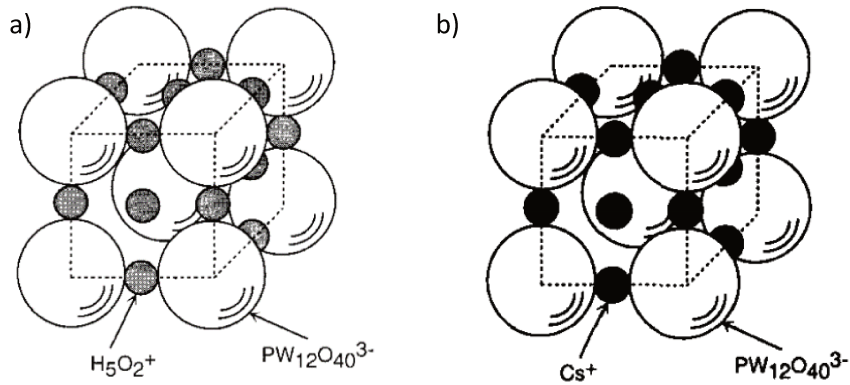 a)
b)
H₅O₂⁺
PW₁₂O₄₀³⁻
Cs⁺
PW₁₂O₄₀³⁻